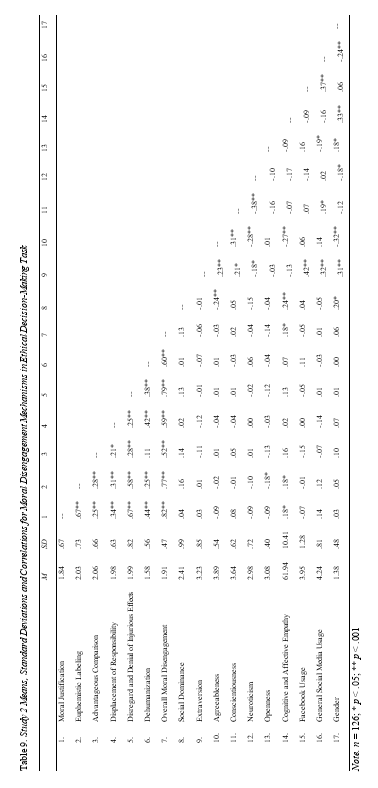 Table 9. Study 2 Means, Standard Deviations and Correlations for Moral Disengagement Mechanisms in Ethical Decision-Making Task
M SD 1 2 3 4 5 6 7 8 9 10 11 12 13 14 15 16 17
1. Moral Justification 1.84 .67 --
2. Euphemistic Labeling 2.03 .73 .67** --
3. Advantageous Comparison 2.06 .66 .25** .28** --
4. Displacement of Responsibility 1.98 .63 .34** .31** .21* --
5. Disregard and Denial of Injurious Effects 1.99 .82 .67** .58** .28** .25** --
6. Dehumanization 1.58 .56 .44** .25** .11 .42** .38** --
7. Overall Moral Disengagement 1.91 .47 .82** .77** .52** .59** .79** .60** --
8. Social Dominance 2.41 .99 .04 .16 .14 .02 .13 .01 .13 --
9. Extraversion 3.23 .85 .03 .01 -.11 -.12 -.01 -.07 -.06 -.01 --
10. Agreeableness 3.89 .54 -.09 -.02 .01 -.04 .01 .01 -.03 -.24** .23** --
11. Conscientiousness 3.64 .62 .08 -.01 .05 -.04 .01 -.03 .02 .05 .21* .31** --
12. Neuroticism 2.98 .72 -.09 -.10 .01 .00 -.02 .06 -.04 -.15 -.18* -.28** -.38** --
13. Openness 3.08 .40 -.09 -.18* -.13 -.03 -.12 -.04 -.14 -.04 -.03 .01 -.16 -.10 --
14. Cognitive and Affective Empathy 61.94 10.41 .18* .18* .16 .02 .13 .07 .18* .24** -.13 -.27** -.07 -.17 -.09 --
15. Facebook Usage 3.95 1.28 -.07 -.01 -.15 .00 -.05 .11 -.05 .04 .42** .06 .07 -.14 .16 -.09 --
16. General Social Media Usage 4.24 .81 .14 .12 -.07 -.14 .01 -.03 .01 -.05 .32** .14 .19* .02 -.19* -.16 .37** --
17. Gender 1.38 .48 .03 .05 .10 .07 .01 .00 .06 .20* .31** -.32** -.12 -.18* .18* .33** .06 -.24** --
Note. n = 126; * p < .05; ** p < .001